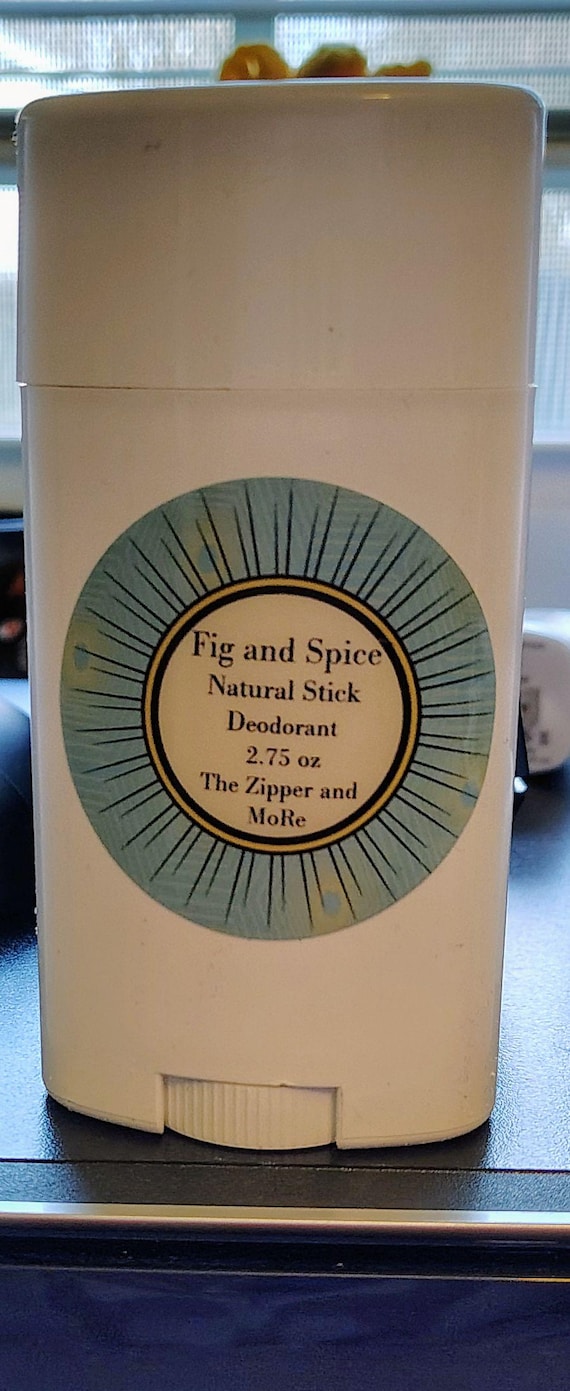 Fig and Spice
Natural Stick
Deodorant
2.75 oz
The Zipper and
MoRe